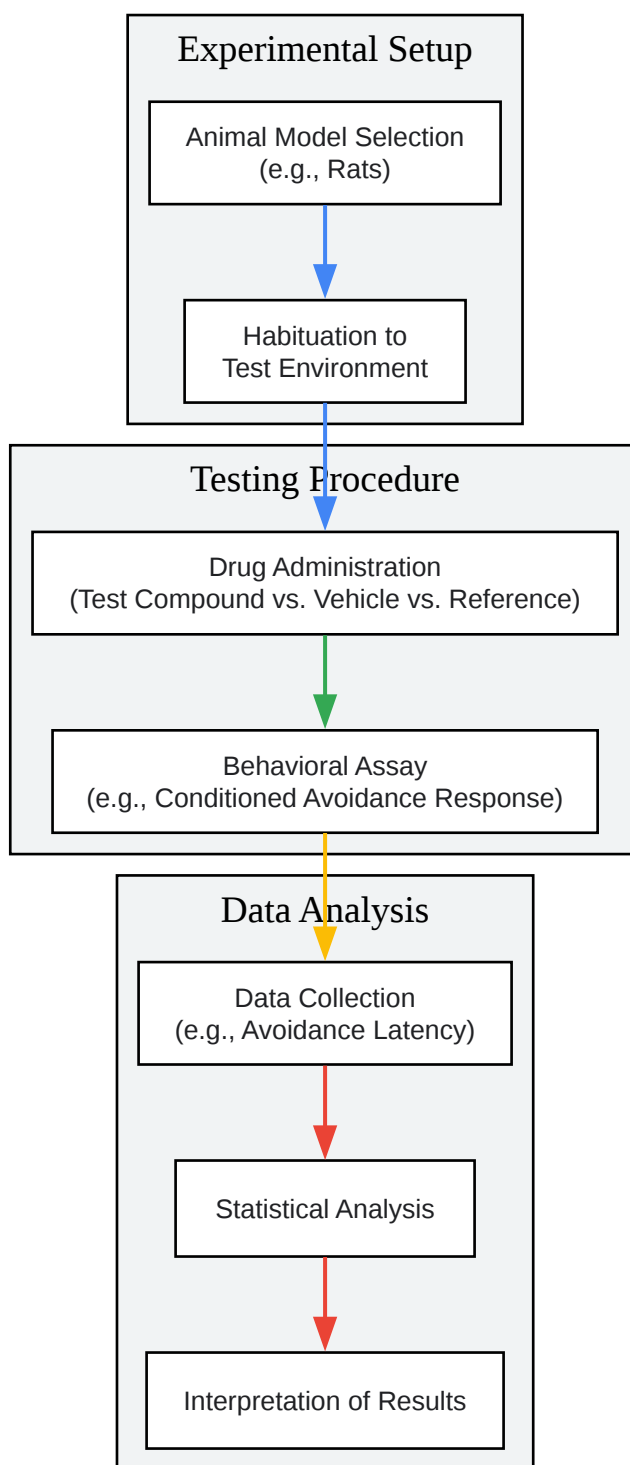 Experimental Setup
Animal Model Selection
(e.g., Rats)
Habituation to
Test Environment
Testing Procedure
Drug Administration
(Test Compound vs. Vehicle vs. Reference)
Behavioral Assay
(e.g., Conditioned Avoidance Response)
Data Analysis
Data Collection
(e.g., Avoidance Latency)
Statistical Analysis
Interpretation of Results